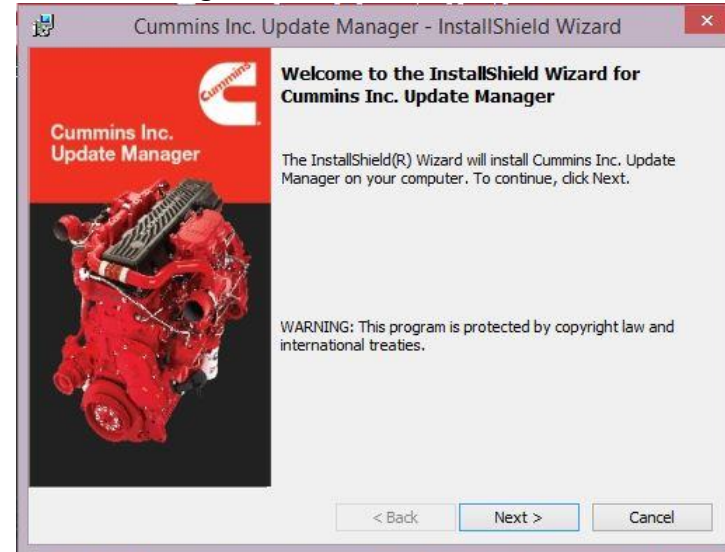 Cummins Inc. Update Manager - InstallShield Wizard
Cummins
Cummins Inc.
Update Manager
Welcome to the InstallShield Wizard for
Cummins Inc. Update Manager
The InstallShield(R) Wizard will install Cummins Inc. Update
Manager on your computer. To continue, click Next.
WARNING: This program is protected by copyright law and
international treaties.
< Back
Next >
Cancel